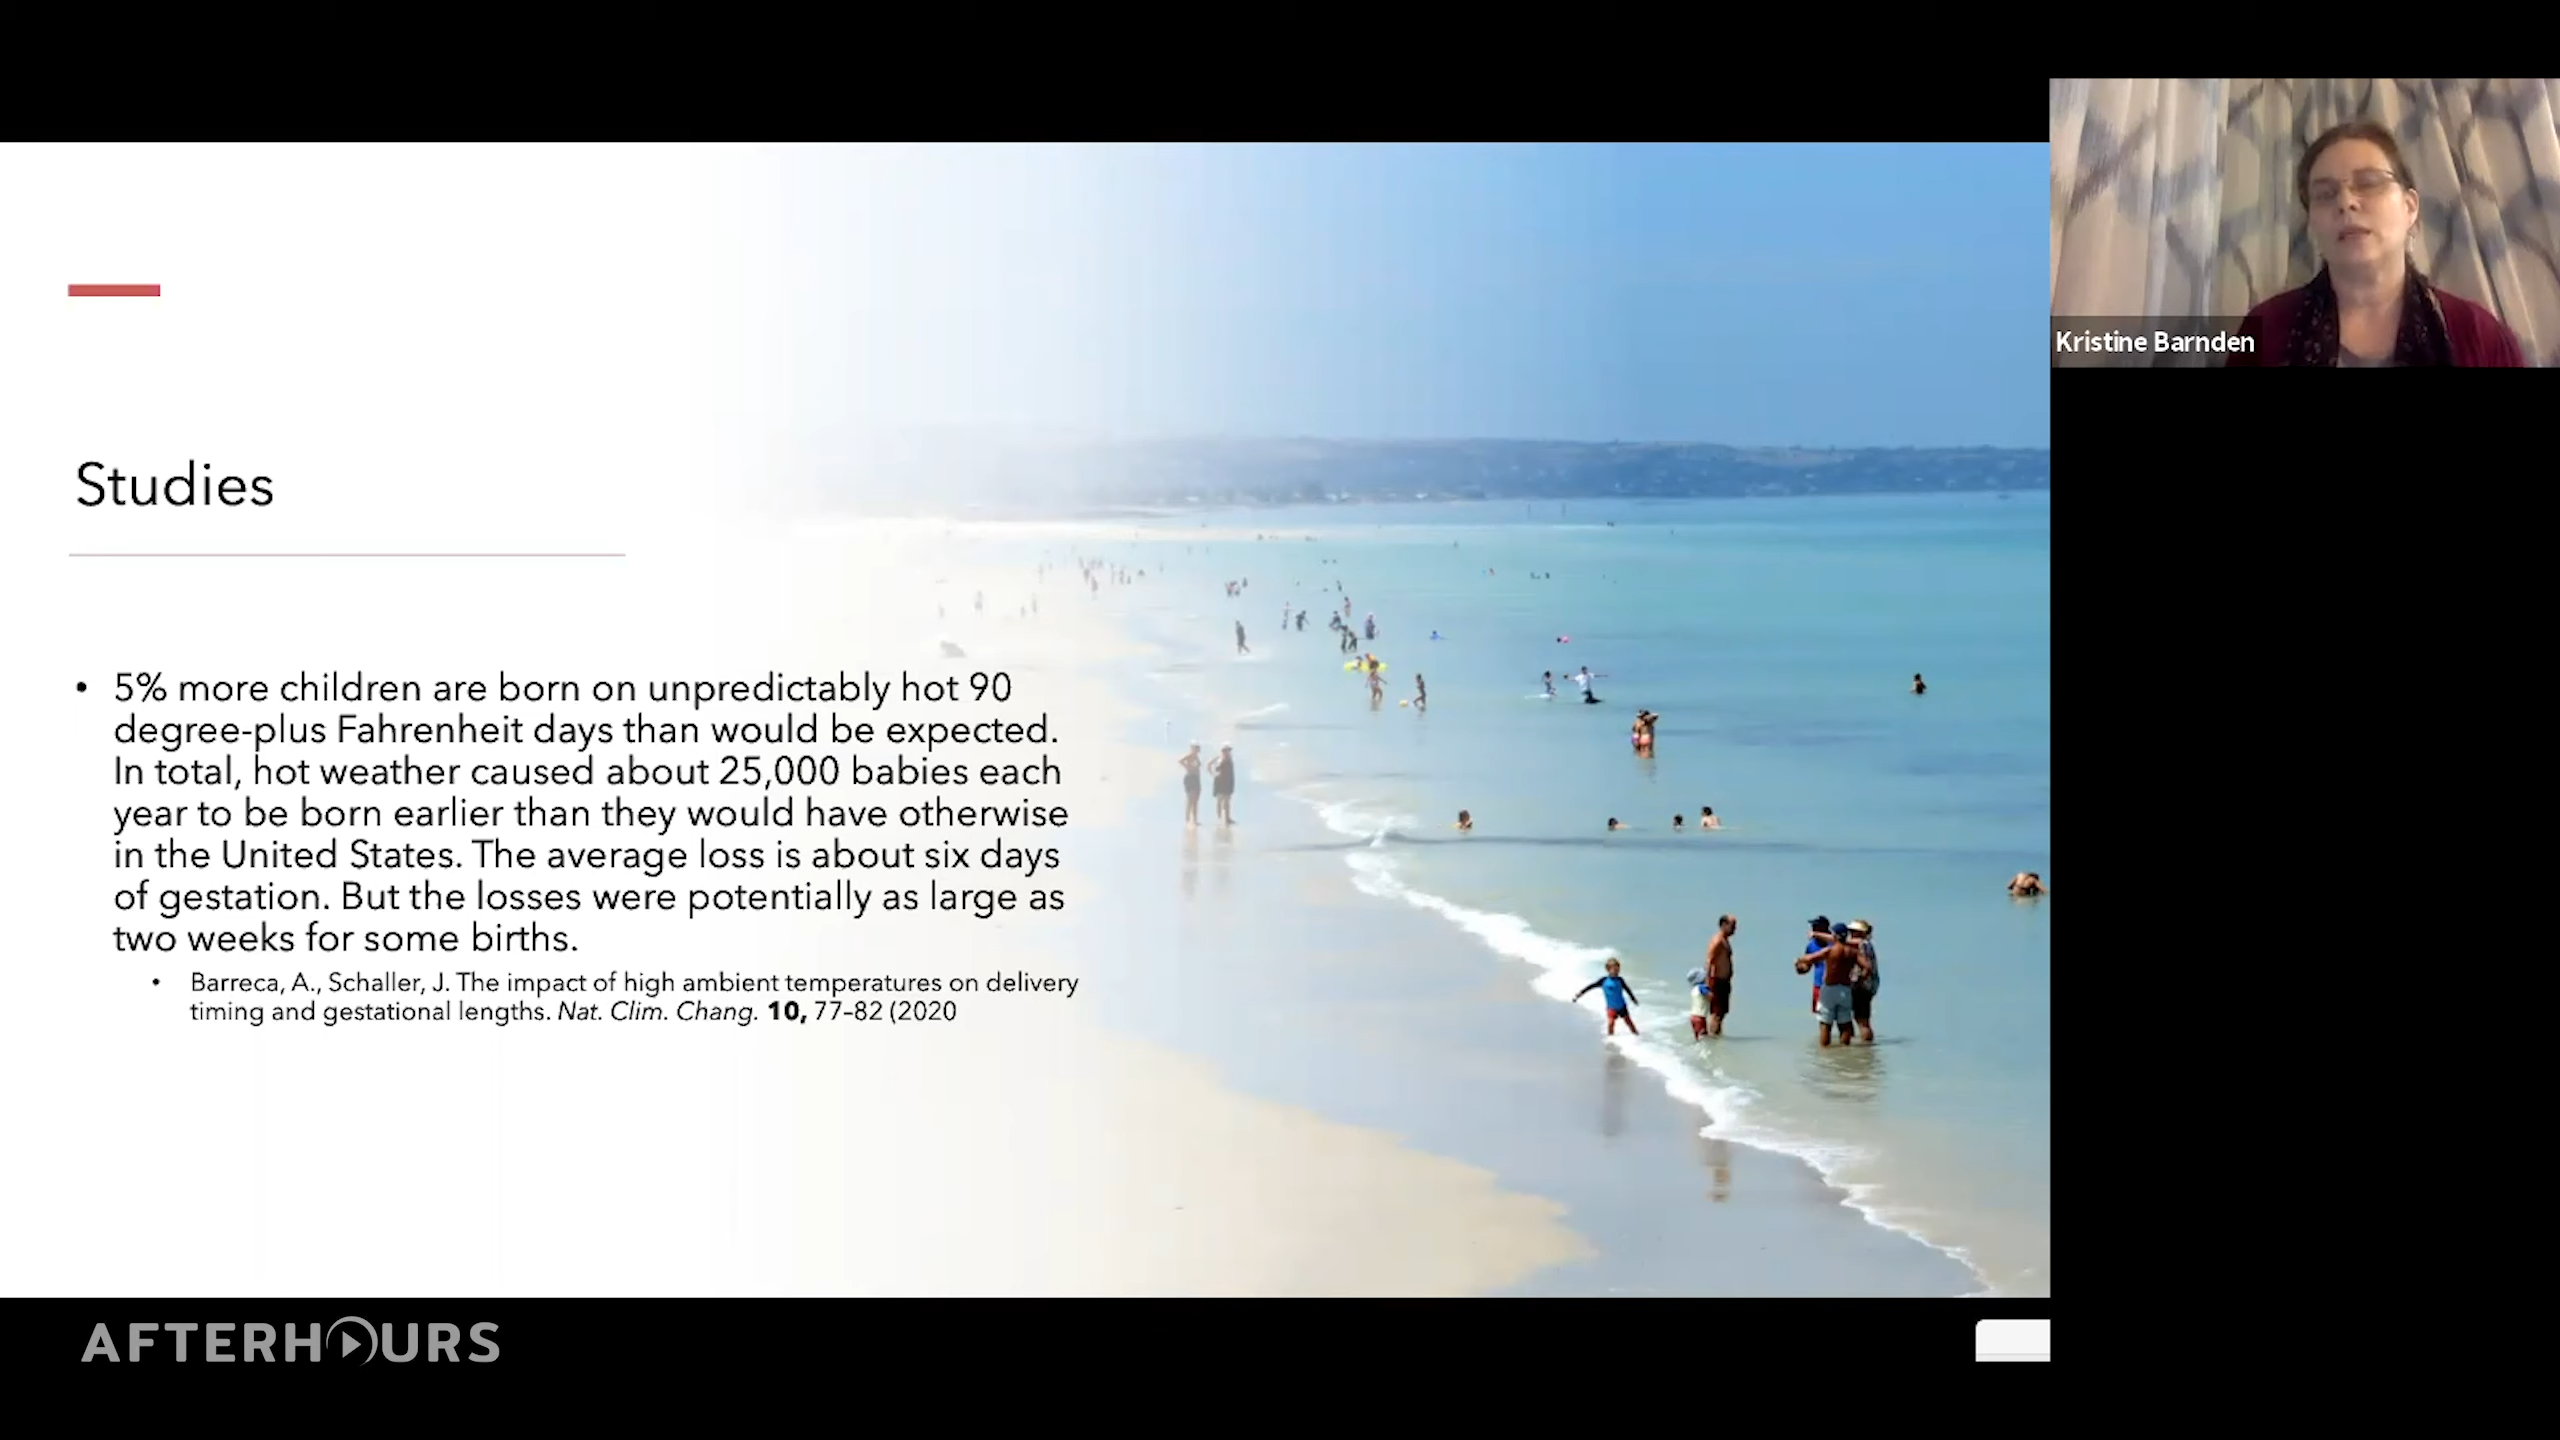 Studies
• 5% more children are born on unpredictably hot 90
degree-plus Fahrenheit days than would be expected.
In total, hot weather caused about 25,000 babies each
year to be born earlier than they would have otherwise
in the United States. The average loss is about six days
of gestation. But the losses were potentially as large as
two weeks for some births.
• Barreca, A., Schaller, J. The impact of high ambient temperatures on delivery
timing and gestational lengths. Nat. Clim. Chang. 10, 77–82 (2020
Kristine Barnden
AFTERHOURS